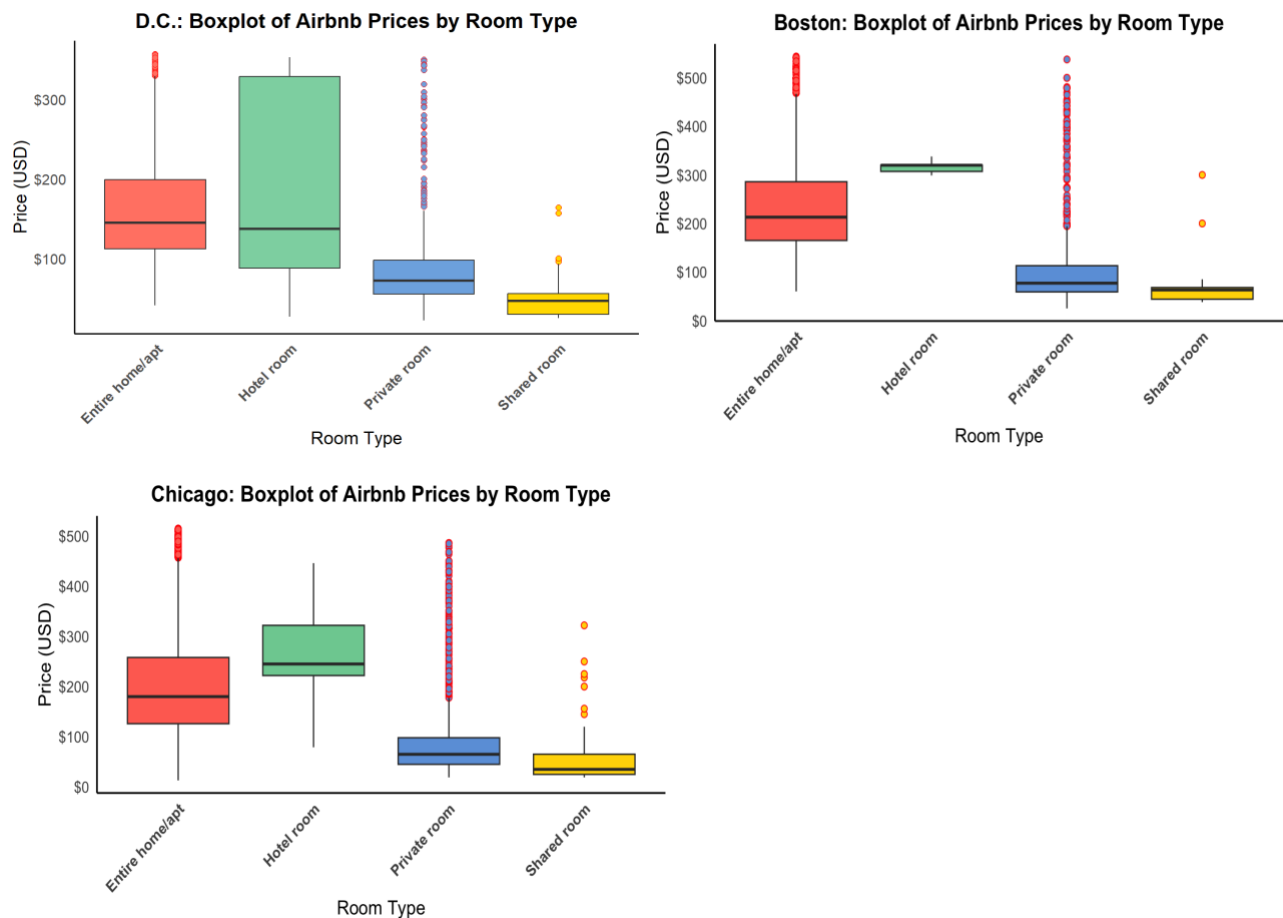 D.C.: Boxplot of Airbnb Prices by Room Type
Price (USD)
$300
$200
$100
Entire home/apt
Hotel room
Private room
Shared room
Room Type
Boston: Boxplot of Airbnb Prices by Room Type
Price (USD)
$500
$400
$300
$200
$100
$0
Entire home/apt
Hotel room
Private room
Shared room
Room Type
Chicago: Boxplot of Airbnb Prices by Room Type
Price (USD)
$500
$400
$300
$200
$100
$0
Entire home/apt
Hotel room
Private room
Shared room
Room Type